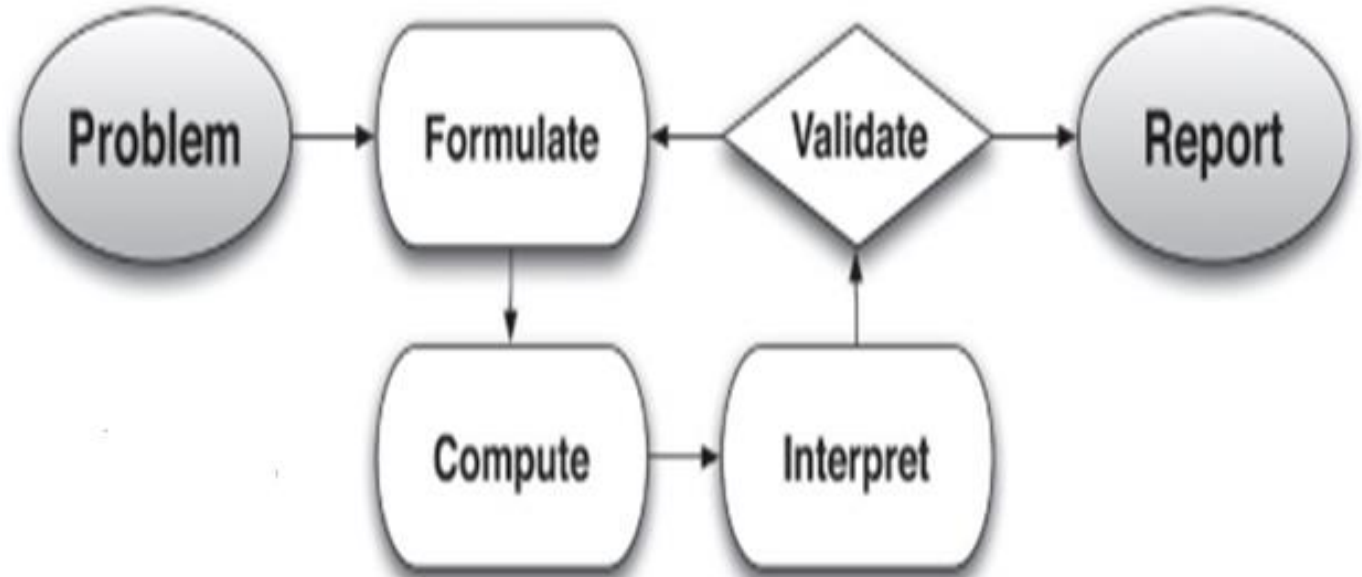 Problem
Formulate
Validate
Report
Compute
Interpret